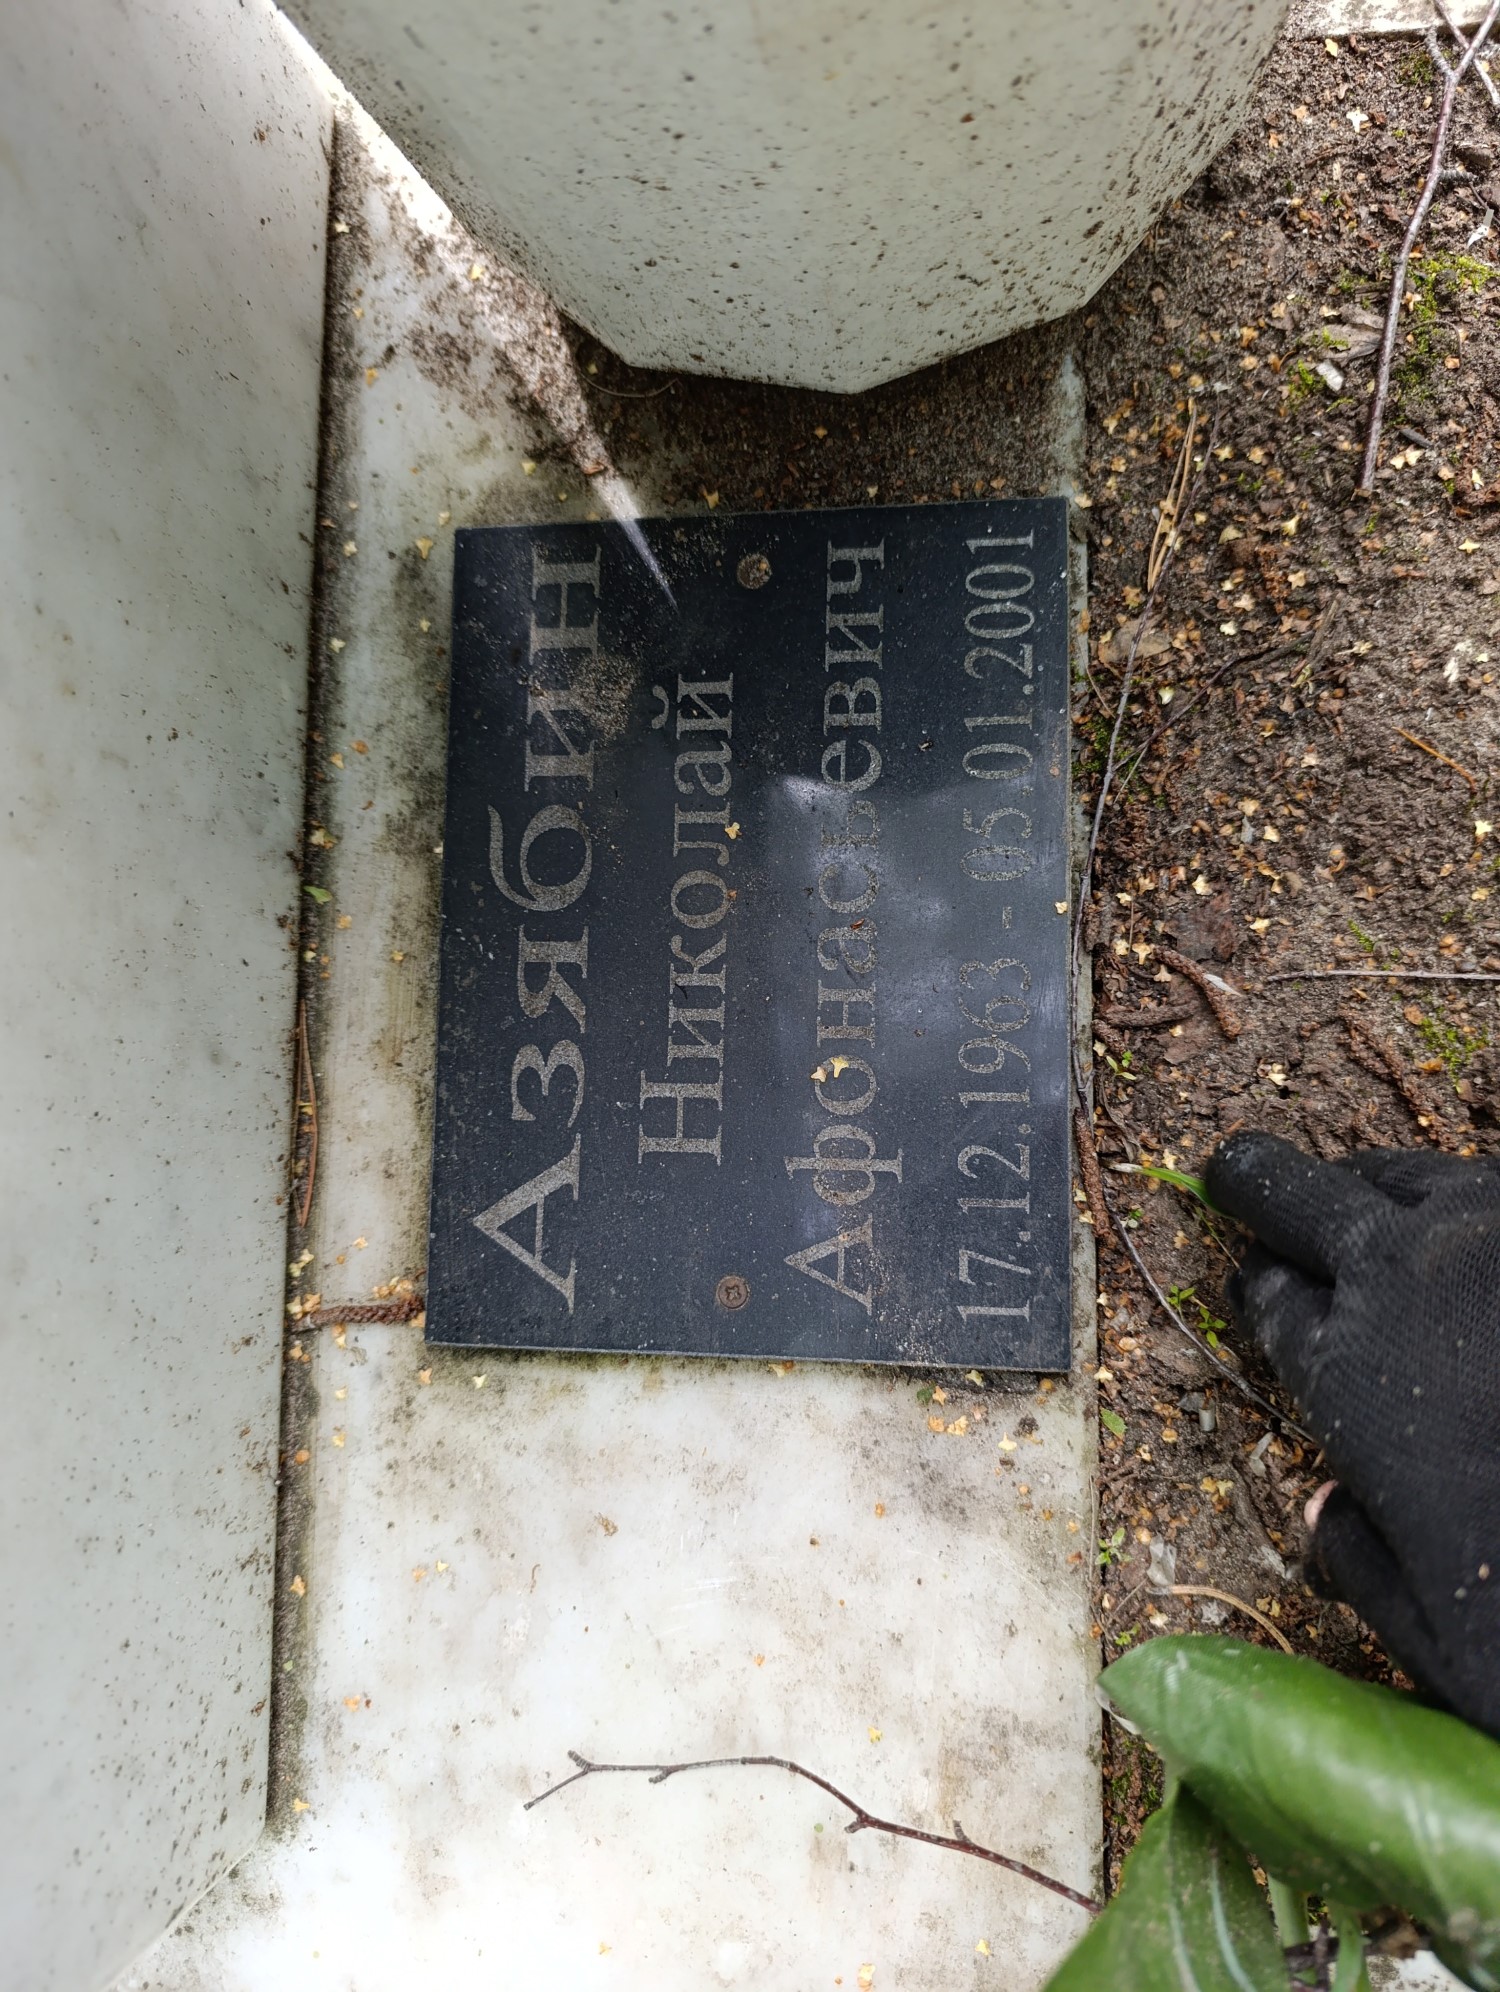 Азябин
Николай
Афонасьевич
17.12.1963 - 05.01.2001